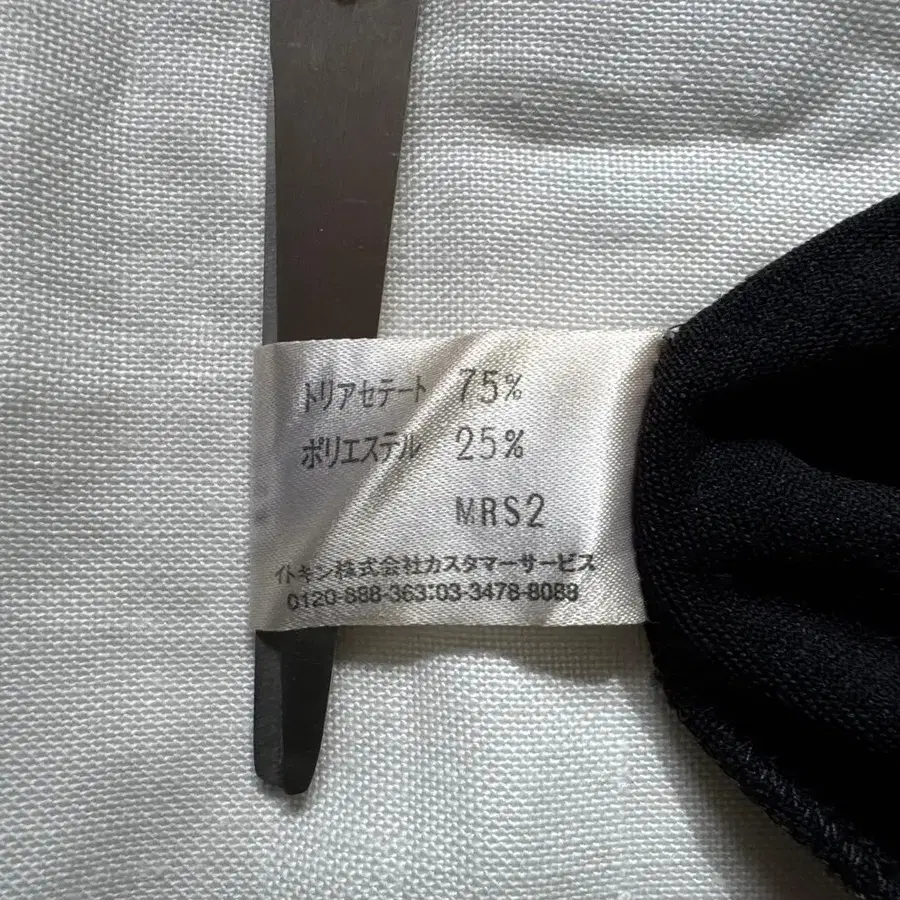 トリアセテート 75%
ポリエステル 25%
MRS2
イトキン株式会社カスタマーサービス
0120-888-363:03-3478-8088